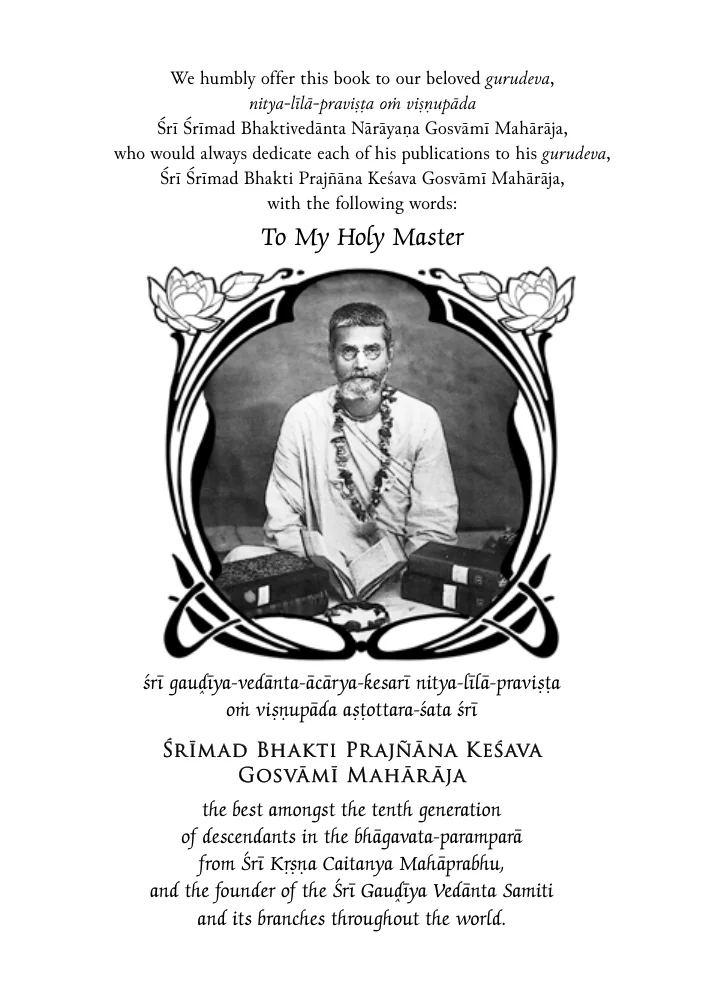 We humbly offer this book to our beloved gurudeva,
nitya-līlā-praviṣṭa oṁ viṣṇupāda
Śrī Śrīmad Bhaktivedānta Nārāyaṇa Gosvāmī Mahārāja,
who would always dedicate each of his publications to his gurudeva,
Śrī Śrīmad Bhakti Prajñāna Keśava Gosvāmī Mahārāja,
with the following words:
To My Holy Master
śrī gauḍīya-vedānta-ācārya-kesarī nitya-līlā-praviṣṭa
oṁ viṣṇupāda aṣṭottara-śata śrī
Śrīmad Bhakti Prajñāna Keśava
Gosvāmī Mahārāja
the best amongst the tenth generation
of descendants in the bhāgavata-paramparā
from Śrī Kṛṣṇa Caitanya Mahāprabhu,
and the founder of the Śrī Gauḍīya Vedānta Samiti
and its branches throughout the world.